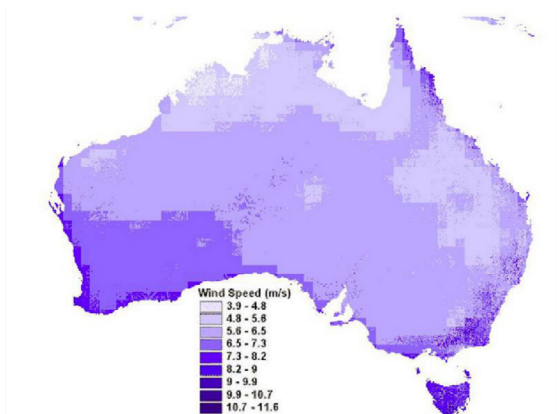 Wind Speed (m/s)
3.9 - 4.8
4.8 - 5.6
5.6 - 6.5
6.5 - 7.3
7.3 - 8.2
8.2 - 9
9 - 9.9
9.9 - 10.7
10.7 - 11.6